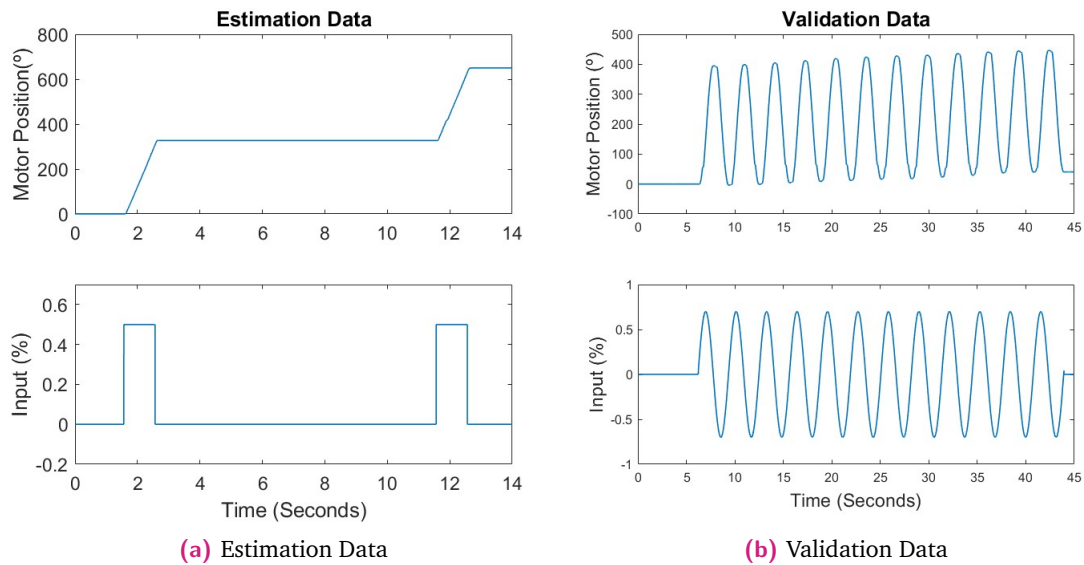 Estimation Data
Motor Position(º)
800
600
400
200
0
0 2 4 6 8 10 12 14
Input (%)
0.6
0.4
0.2
0
-0.2
0 2 4 6 8 10 12 14
Time (Seconds)
(a) Estimation Data
Validation Data
Motor Position (º)
500
400
300
200
100
0
-100
0 5 10 15 20 25 30 35 40 45
Input (%)
1
0.5
0
-0.5
-1
0 5 10 15 20 25 30 35 40 45
Time (Seconds)
(b) Validation Data